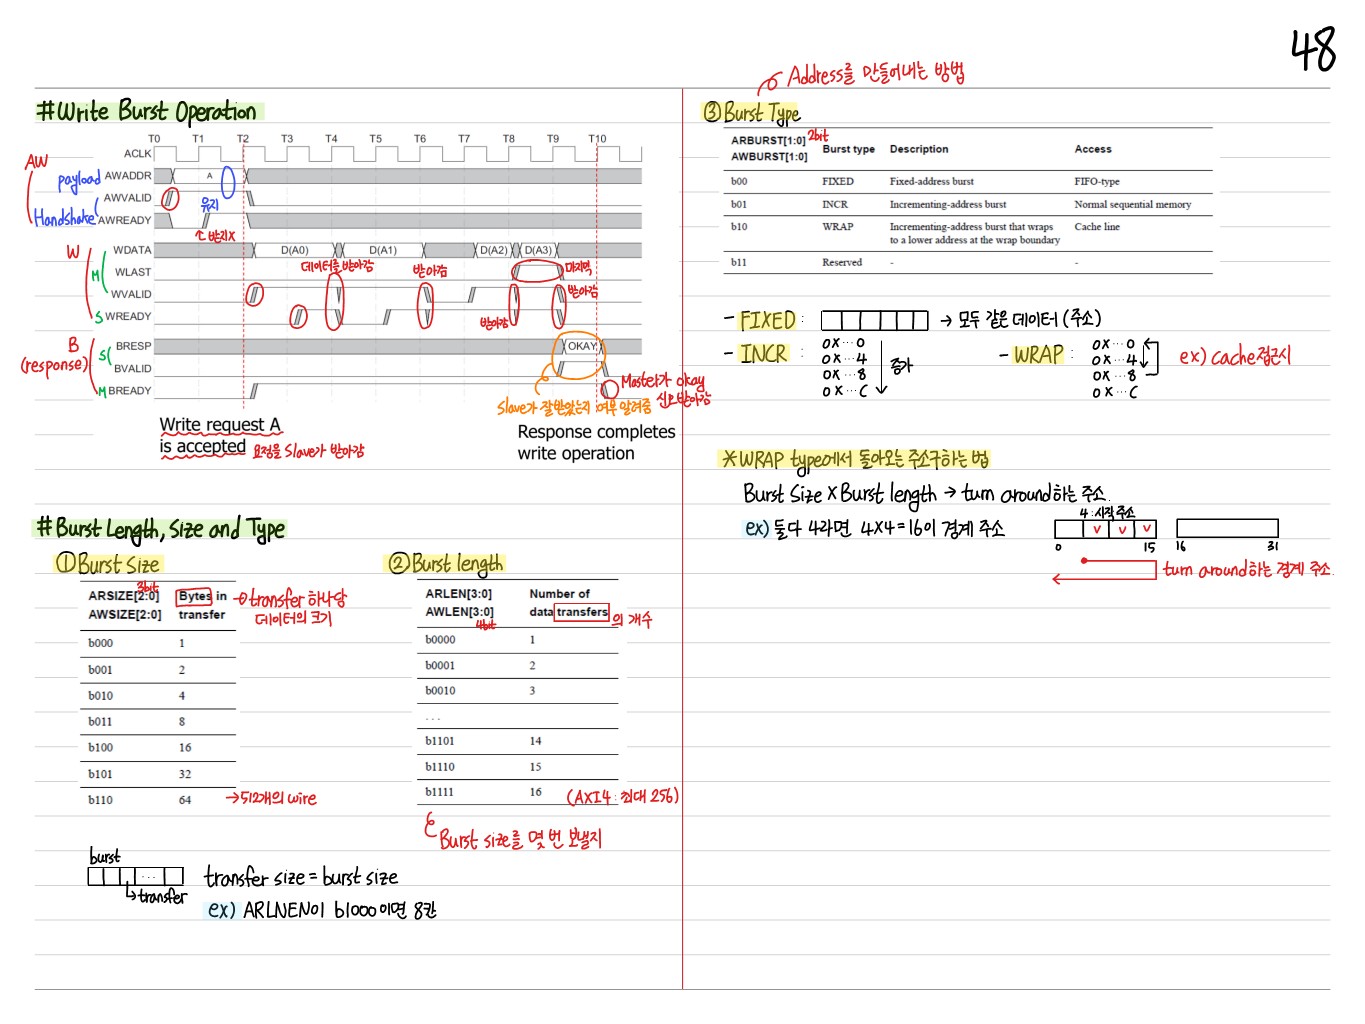 48
#Write Burst Operation
T0 T1 T2 T3 T4 T5 T6 T7 T8 T9 T10
ACLK
AW
payload
AWADDR A
AWVALID 유지
Handshake
AWREADY
받지X
W
WDATA D(A0) D(A1) D(A2) D(A3)
데이터를 받아감
받아감
마지막
M
WLAST
WVALID
받아감
S WREADY
받아감
B
(response)
S
BRESP OKAY
BVALID
M BREADY
Master가 okay
신호받아감
Slave가 잘받았는지 여부 알려줌
Write request A
is accepted
요청을 Slave가 받아감
Response completes
write operation
#Burst Length, Size and Type
①Burst Size
3bit
ARSIZE[2:0] Bytes in
AWSIZE[2:0] transfer
→transfer 하나당
데이터의 크기
b000 1
b001 2
b010 4
b011 8
b100 16
b101 32
b110 64 →512개의 wire
②Burst length
ARLEN[3:0] Number of
AWLEN[3:0] data transfers 의 개수
4bit
b0000 1
b0001 2
b0010 3
. . .
b1101 14
b1110 15
b1111 16 (AXI4 : 최대 256)
Burst size를 몇 번 보낼지
burst
...
transfer
transfer size = burst size
ex) ARLNEN이 b1000이면 8칸
Address를 만들어내는 방법
③Burst Type
ARBURST[1:0] 2bit
AWBURST[1:0] Burst type Description Access
b00 FIXED Fixed-address burst FIFO-type
b01 INCR Incrementing-address burst Normal sequential memory
b10 WRAP Incrementing-address burst that wraps Cache line
to a lower address at the wrap boundary
b11 Reserved - -
- FIXED : → 모두 같은 데이터 (주소)
- INCR : 0X...0
0X...4
0X...8
0X...C
증가
- WRAP : 0X...0
0X...4
0X...8
0X...C
ex) cache접근시
*WRAP type에서 돌아오는 주소구하는 법
Burst Size X Burst length → turn around하는 주소
ex) 둘다 4라면 4X4=16이 경계 주소
4:시작주소
v v v
0 15 16 31
turn around하는 경계 주소